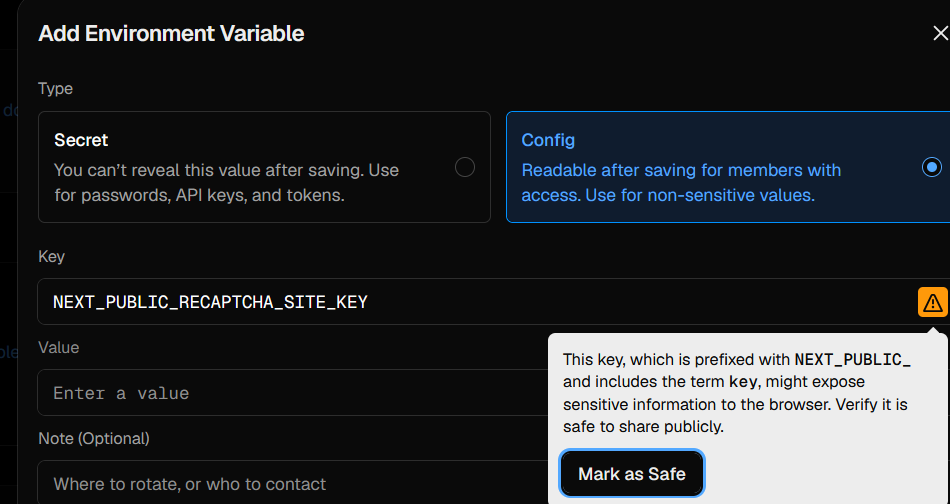 Add Environment Variable
Type
Secret
You can’t reveal this value after saving. Use
for passwords, API keys, and tokens.
Config
Readable after saving for members with
access. Use for non-sensitive values.
Key
NEXT_PUBLIC_RECAPTCHA_SITE_KEY
Value
Enter a value
This key, which is prefixed with NEXT_PUBLIC_
and includes the term key, might expose
sensitive information to the browser. Verify it is
safe to share publicly.
Mark as Safe
Note (Optional)
Where to rotate, or who to contact